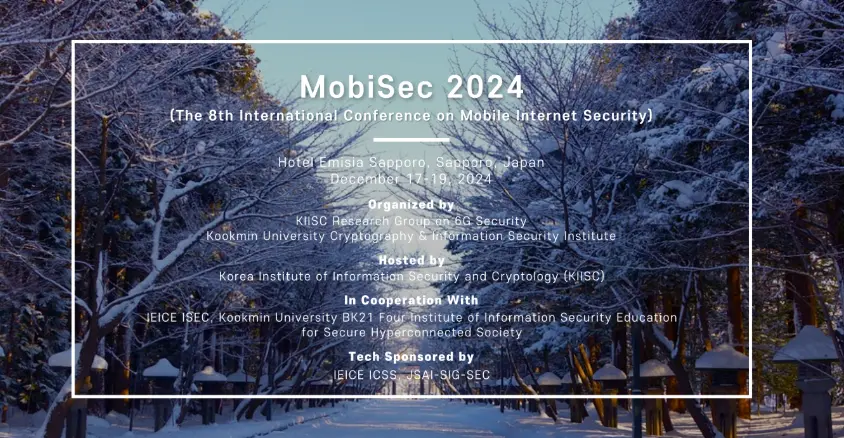 MobiSec 2024
(The 8th International Conference on Mobile Internet Security)
Hotel Emisia Sapporo, Sapporo, Japan
December 17-19, 2024
Organized by
KIISC Research Group on 6G Security
Kookmin University Cryptography & Information Security Institute
Hosted by
Korea Institute of Information Security and Cryptology (KIISC)
In Cooperation With
IEICE ISEC, Kookmin University BK21 Four Institute of Information Security Education
for Secure Hyperconnected Society
Tech Sponsored by
IEICE ICSS, JSAI-SIG-SEC